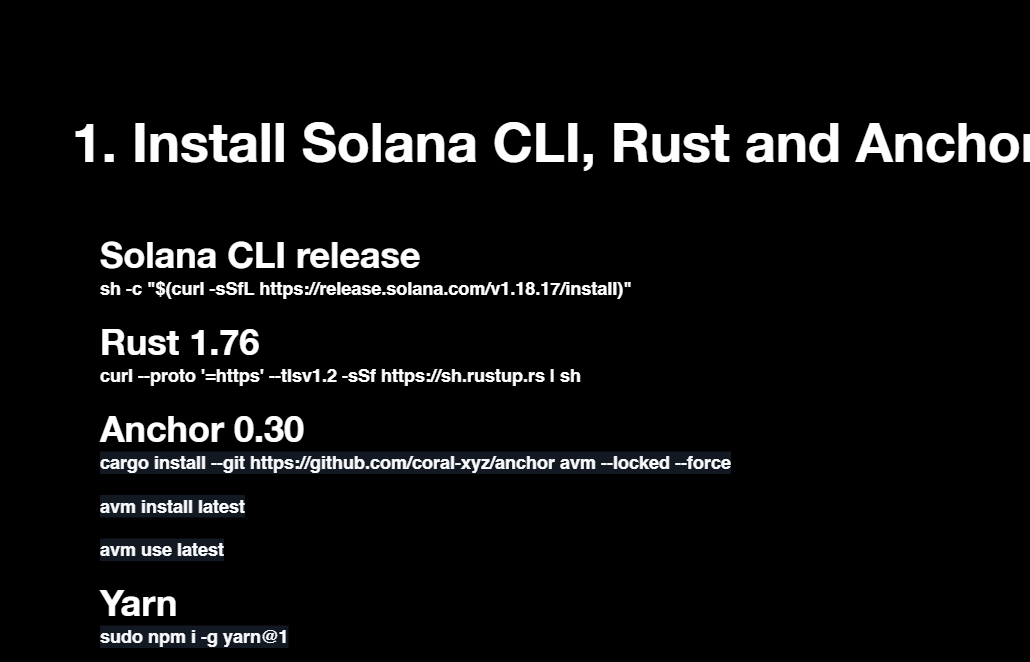 1. Install Solana CLI, Rust and Anchor
Solana CLI release
sh -c "$(curl -sSfL https://release.solana.com/v1.18.17/install)"
Rust 1.76
curl --proto '=https' --tlsv1.2 -sSf https://sh.rustup.rs | sh
Anchor 0.30
cargo install --git https://github.com/coral-xyz/anchor avm --locked --force
avm install latest
avm use latest
Yarn
sudo npm i -g yarn@1